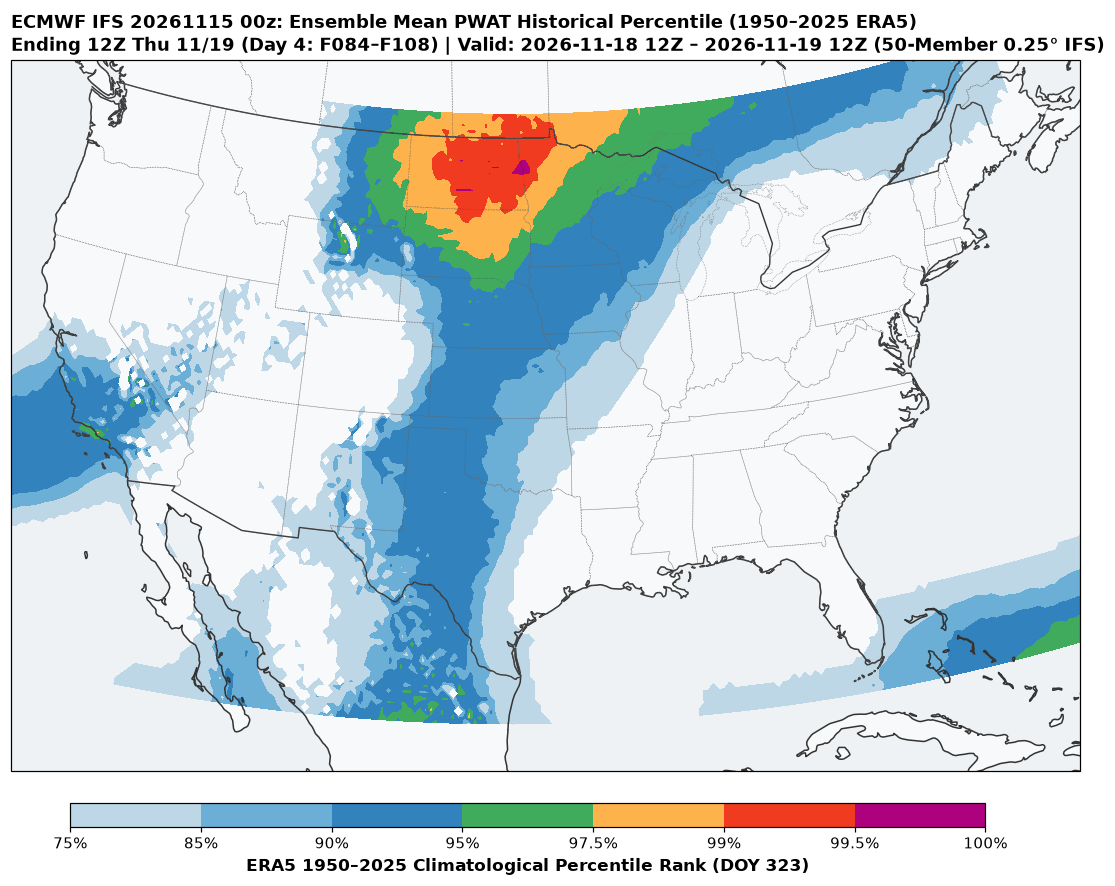 ECMWF IFS 20261115 00z: Ensemble Mean PWAT Historical Percentile (1950–2025 ERA5)
Ending 12Z Thu 11/19 (Day 4: F084–F108) | Valid: 2026-11-18 12Z – 2026-11-19 12Z (50-Member 0.25° IFS)
75% 85% 90% 95% 97.5% 99% 99.5% 100%
ERA5 1950–2025 Climatological Percentile Rank (DOY 323)